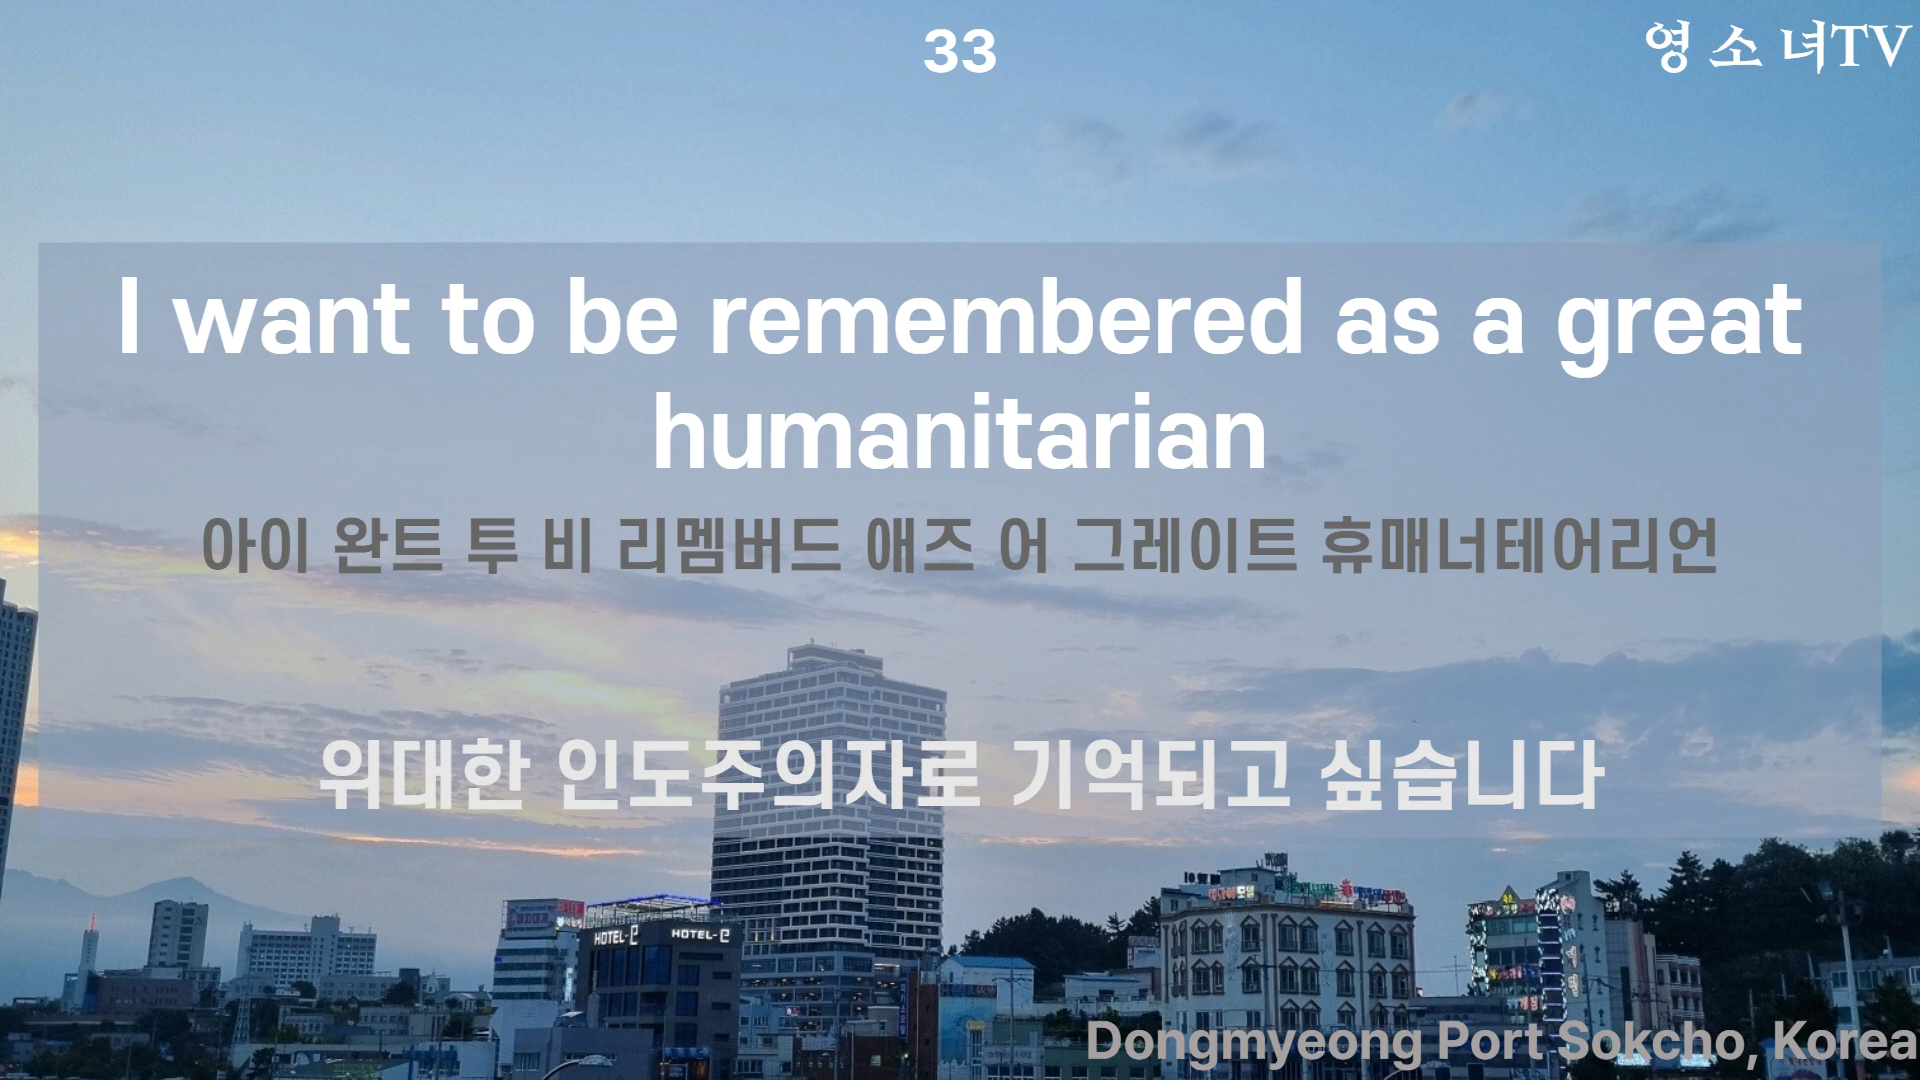 33
영소녀TV
I want to be remembered as a great
humanitarian
아이 완트 투 비 리멤버드 애즈 어 그레이트 휴매너테어리언
위대한 인도주의자로 기억되고 싶습니다
HOTEL-e HOTEL-e
Dongmyeong Port Sokcho, Korea